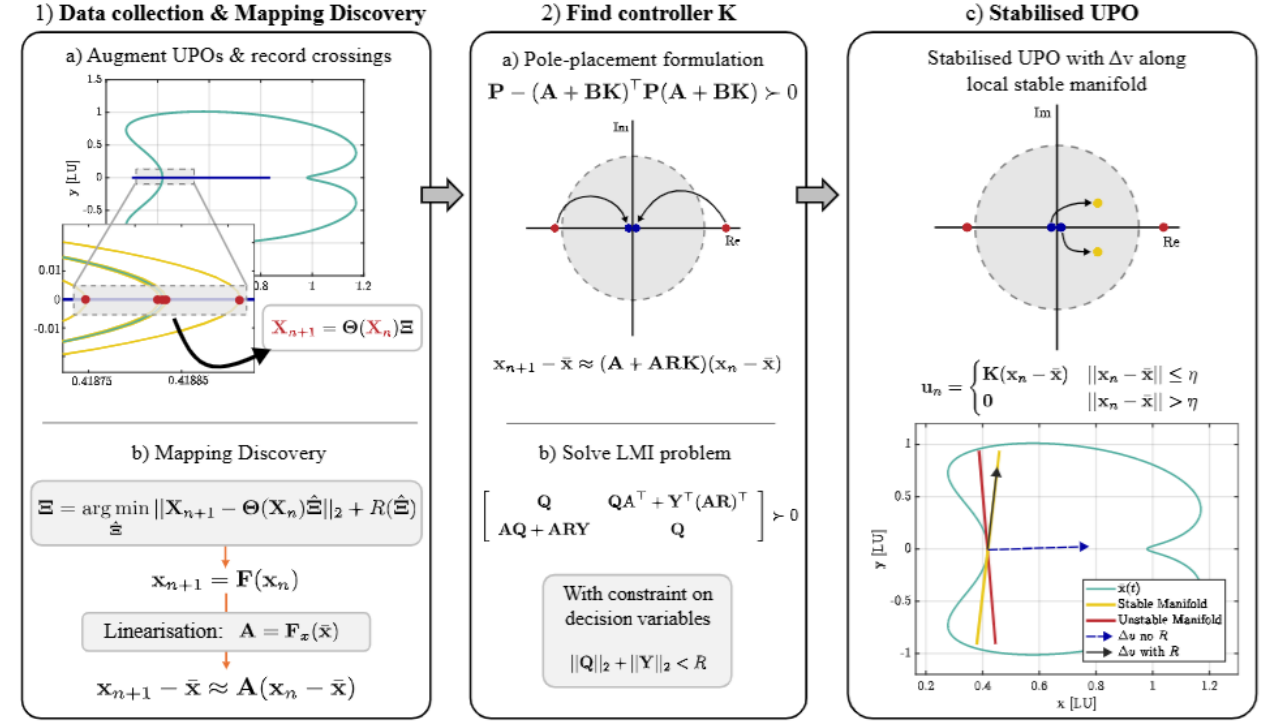 1) Data collection & Mapping Discovery
a) Augment UPOs & record crossings
1.5
1
0.5
0
-0.5
y [LU]
0.8
1
1.2
0.01
0
-0.01
0.41875
0.41885
Xₙ₊₁ = Θ(Xₙ)Ξ
b) Mapping Discovery
Ξ = arg min ||Xₙ₊₁ − Θ(Xₙ)Ξ̂||₂ + R(Ξ̂)
Ξ̂
xₙ₊₁ = F(xₙ)
Linearisation: A = Fₓ(x̄)
xₙ₊₁ − x̄ ≈ A(xₙ − x̄)
2) Find controller K
a) Pole-placement formulation
P − (A + BK)^⊤P(A + BK) ≻ 0
Im
Re
xₙ₊₁ − x̄ ≈ (A + ARK)(xₙ − x̄)
b) Solve LMI problem
Q QA^⊤ + Y^⊤(AR)^⊤
AQ + ARY Q
≻ 0
With constraint on
decision variables
||Q||₂ + ||Y||₂ < R
c) Stabilised UPO
Stabilised UPO with Δv along
local stable manifold
Im
Re
uₙ = { K(xₙ − x̄) ||xₙ − x̄|| ≤ η
0 ||xₙ − x̄|| > η
1
0.5
0
-0.5
-1
y [LU]
x̄(t)
Stable Manifold
Unstable Manifold
Δv no R
Δv with R
0.2
0.4
0.6
0.8
1
1.2
x [LU]